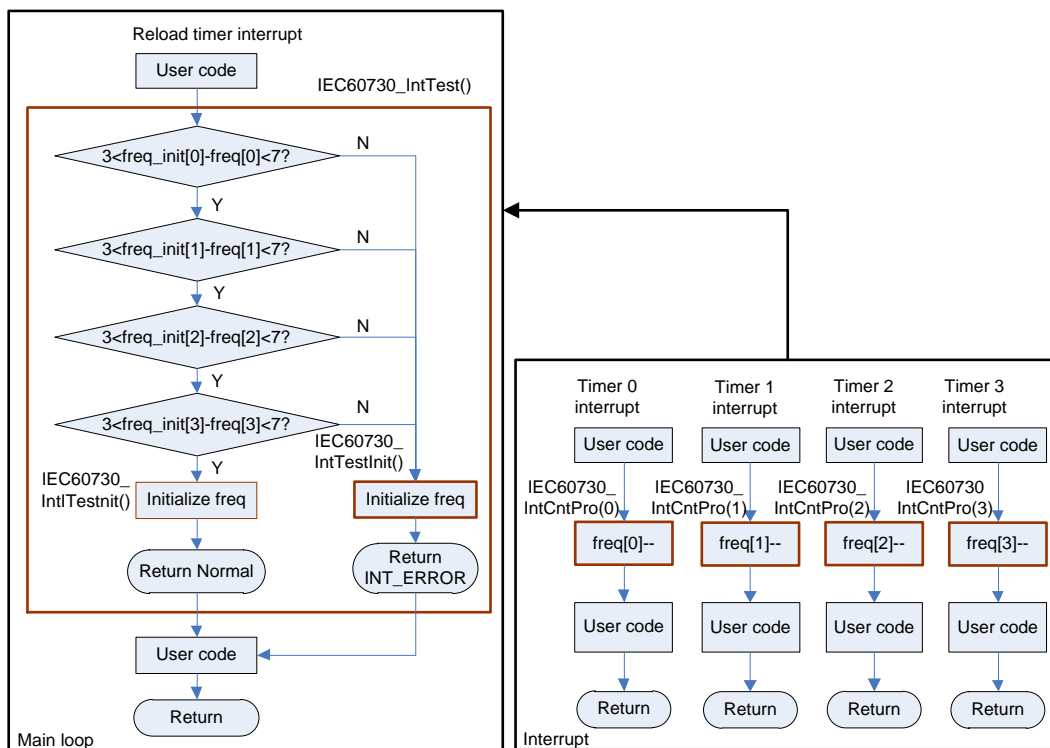 Reload timer interrupt
User code
IEC60730_IntTest()
3<freq_init[0]-freq[0]<7?
N
Y
3<freq_init[1]-freq[1]<7?
N
Y
3<freq_init[2]-freq[2]<7?
N
Y
3<freq_init[3]-freq[3]<7?
N
Y
IEC60730_
IntITestnit()
IEC60730_
IntTestInit()
Initialize freq
Initialize freq
Return Normal
Return
INT_ERROR
User code
Return
Main loop
Timer 0
interrupt
Timer 1
interrupt
Timer 2
interrupt
Timer 3
interrupt
User code
User code
User code
User code
IEC60730_
IntCntPro(0)
IEC60730_
IntCntPro(1)
IEC60730_
IntCntPro(2)
IEC60730
IntCntPro(3)
freq[0]--
freq[1]--
freq[2]--
freq[3]--
User code
User code
User code
User code
Return
Return
Return
Return
Interrupt